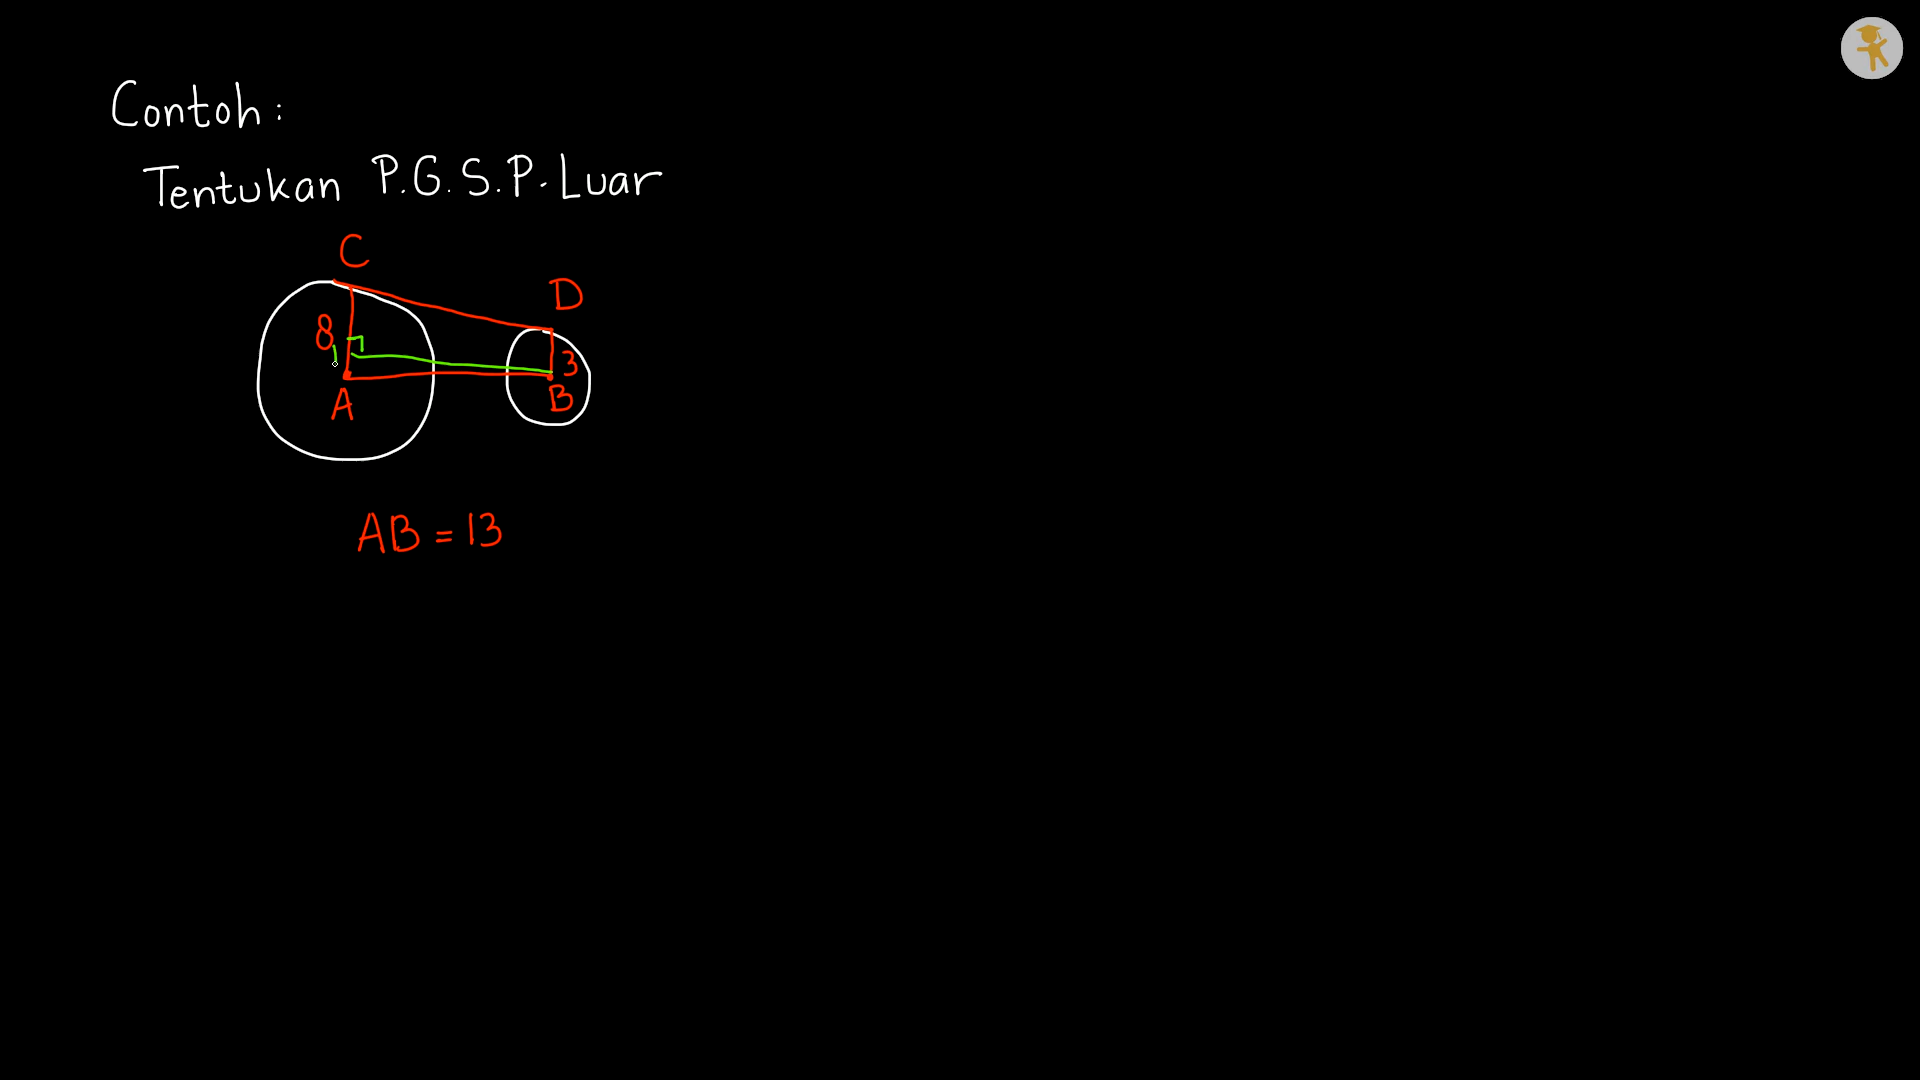 Contoh:
Tentukan P.G.S.P. Luar
C
D
8
3
A
B
AB = 13